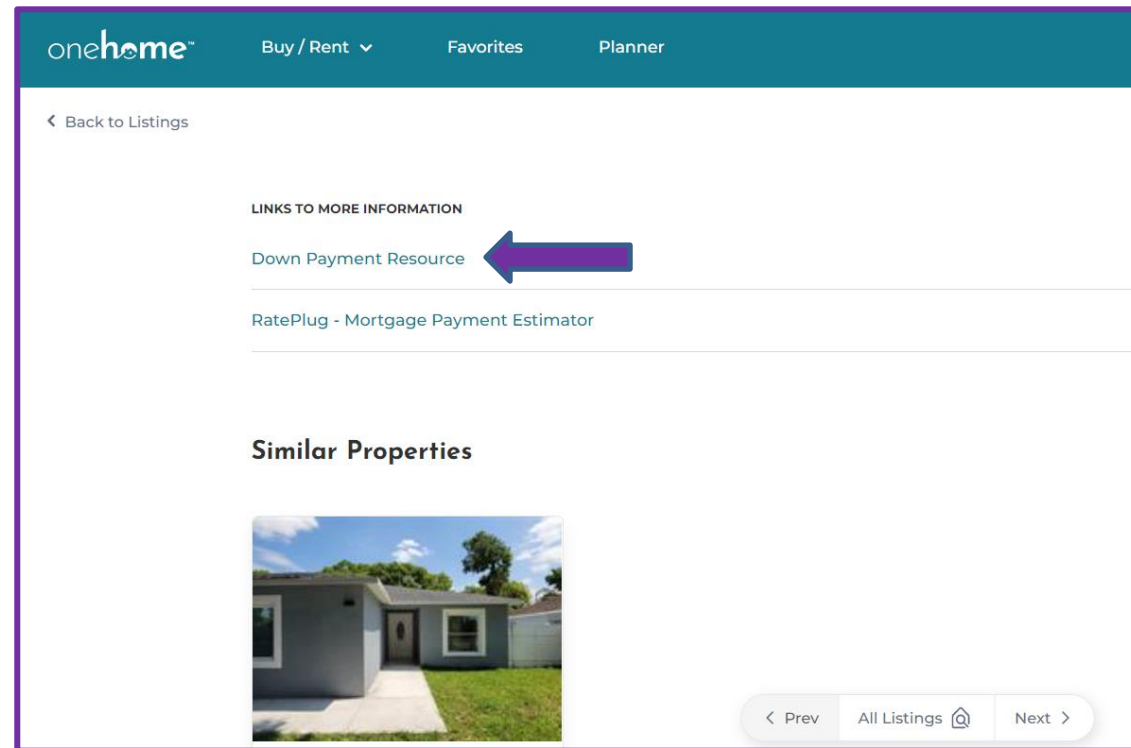 onehome™ Buy / Rent Favorites Planner
Back to Listings
LINKS TO MORE INFORMATION
Down Payment Resource
RatePlug - Mortgage Payment Estimator
Similar Properties
Prev All Listings Next